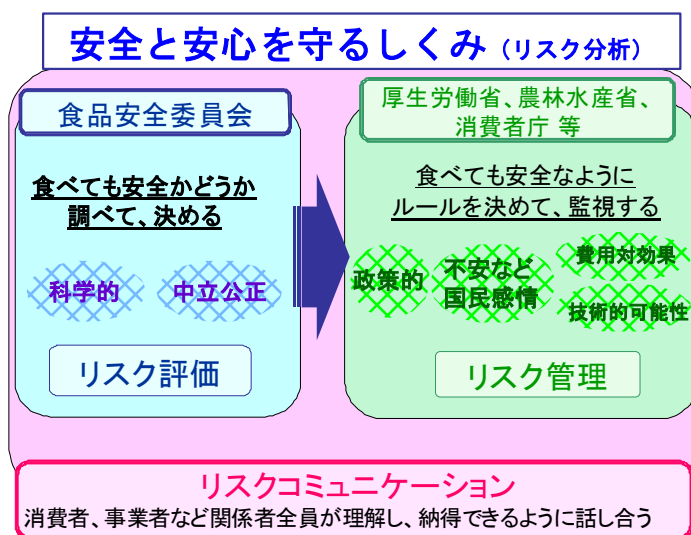 安全と安心を守るしくみ（リスク分析）
食品安全委員会
食べても安全かどうか
調べて、決める
科学的
中立公正
リスク評価
厚生労働省、農林水産省、
消費者庁 等
食べても安全なように
ルールを決めて、監視する
政策的
不安など
国民感情
費用対効果
技術的可能性
リスク管理
リスクコミュニケーション
消費者、事業者など関係者全員が理解し、納得できるように話し合う